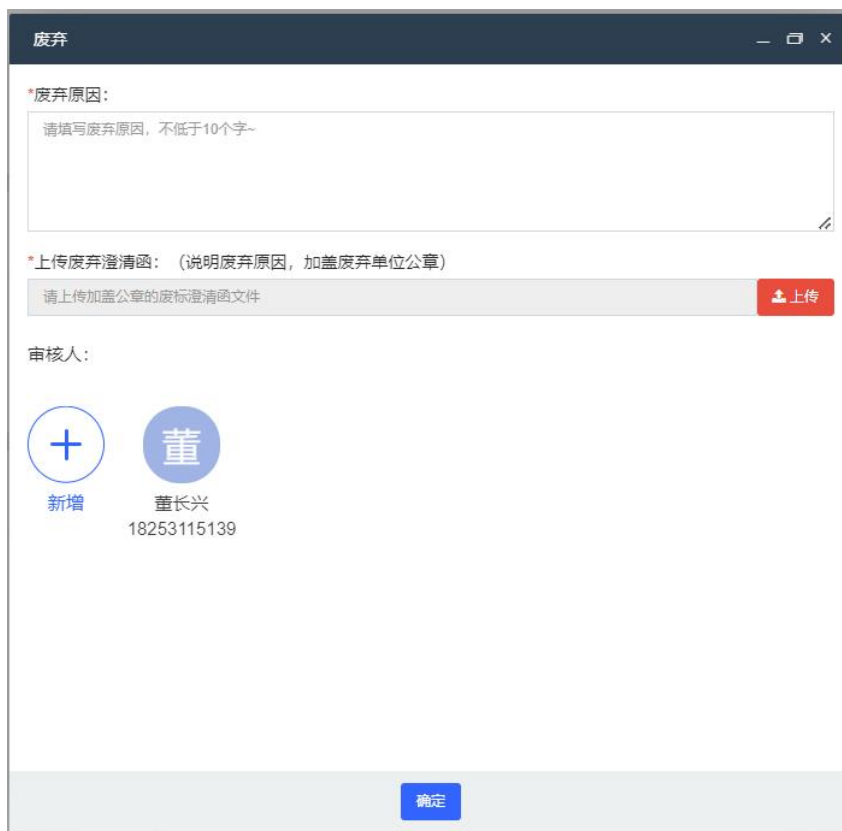 废弃
*废弃原因：
请填写废弃原因，不低于10个字~
*上传废弃澄清函：（说明废弃原因，加盖废弃单位公章）
请上传加盖公章的废标澄清函文件
上传
审核人：
董
新增
董长兴
18253115139
确定